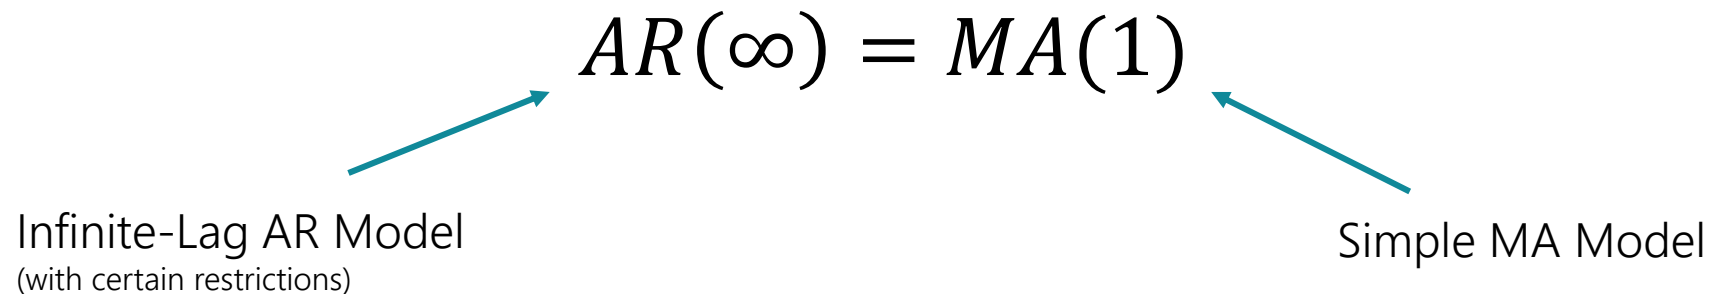 AR(∞) = MA(1)
Infinite-Lag AR Model
(with certain restrictions)
Simple MA Model